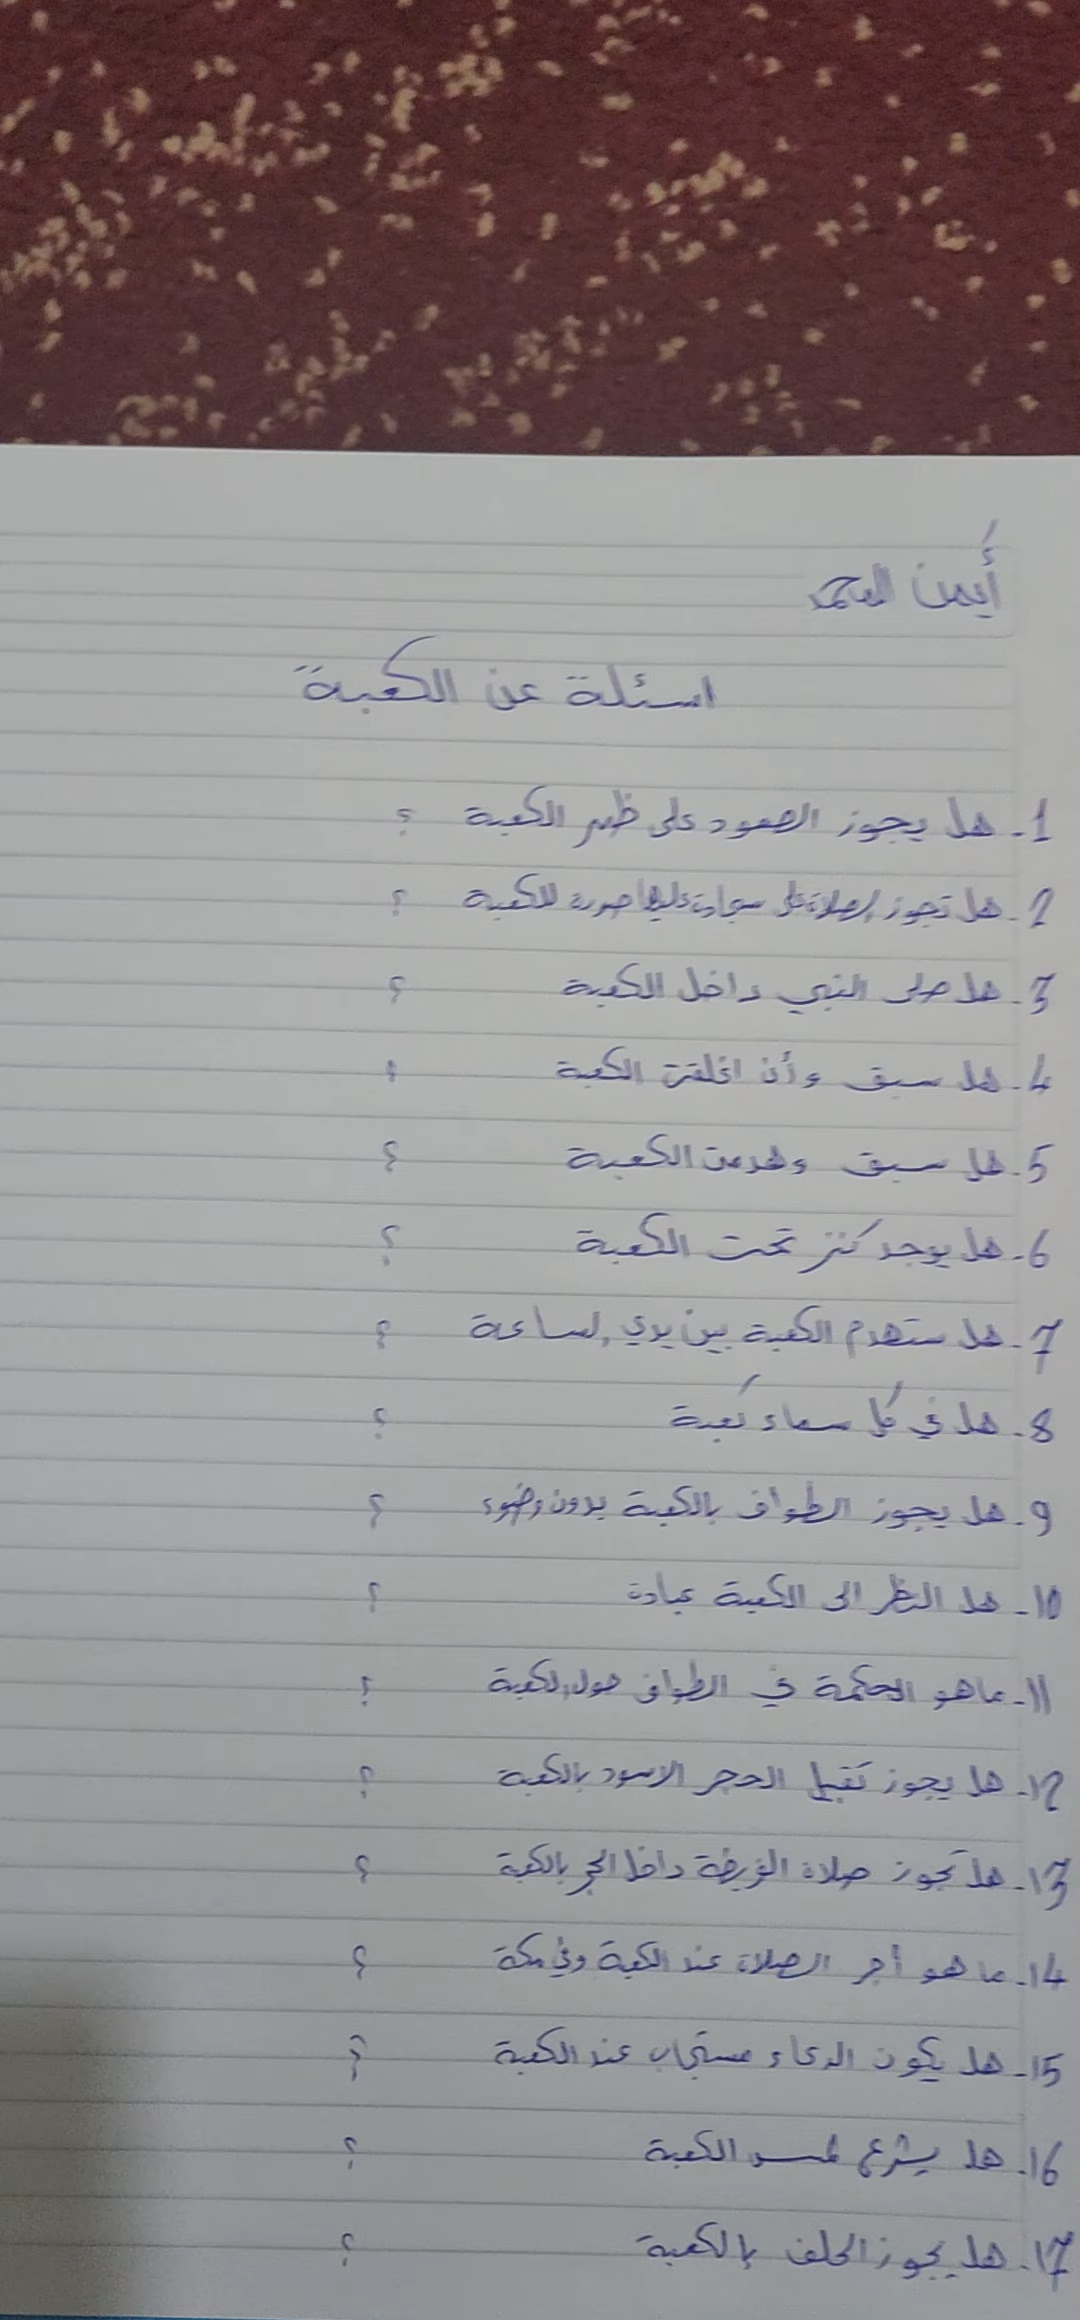 أَيمن المحمد
اسئلة عن الكعبة
1- هل يجوز الصعود على ظهر الكعبة ؟
2- هل تجوز الصلاة على سجادة عليها صورة للكعبة ؟
3- هل صلى النبي داخل الكعبة ؟
4- هل سبق وأن اغلقت الكعبة ؟
5- هل سبق وهدمت الكعبة ؟
6- هل يوجد كنز تحت الكعبة ؟
7- هل ستهدم الكعبة بين يدي الساعة ؟
8- هل في كل سماء كَعبة ؟
9- هل يجوز الطواف بالكعبة بدون وضوء ؟
10- هل النظر الى الكعبة عبادة ؟
11- ماهو الحكمة في الطواف حول الكعبة ؟
12- هل يجوز تقبيل الحجر الاسود بالكعبة ؟
13- هل تجوز صلاة الفريضة داخل الحجر بالكعبة ؟
14- ما هو أجر الصلاة عند الكعبة وفي مكة ؟
15- هل يكون الدعاء مستجاب عند الكعبة ؟
16- هل يشرع لمس الكعبة ؟
17- هل يجوز الحلف بالكعبة ؟